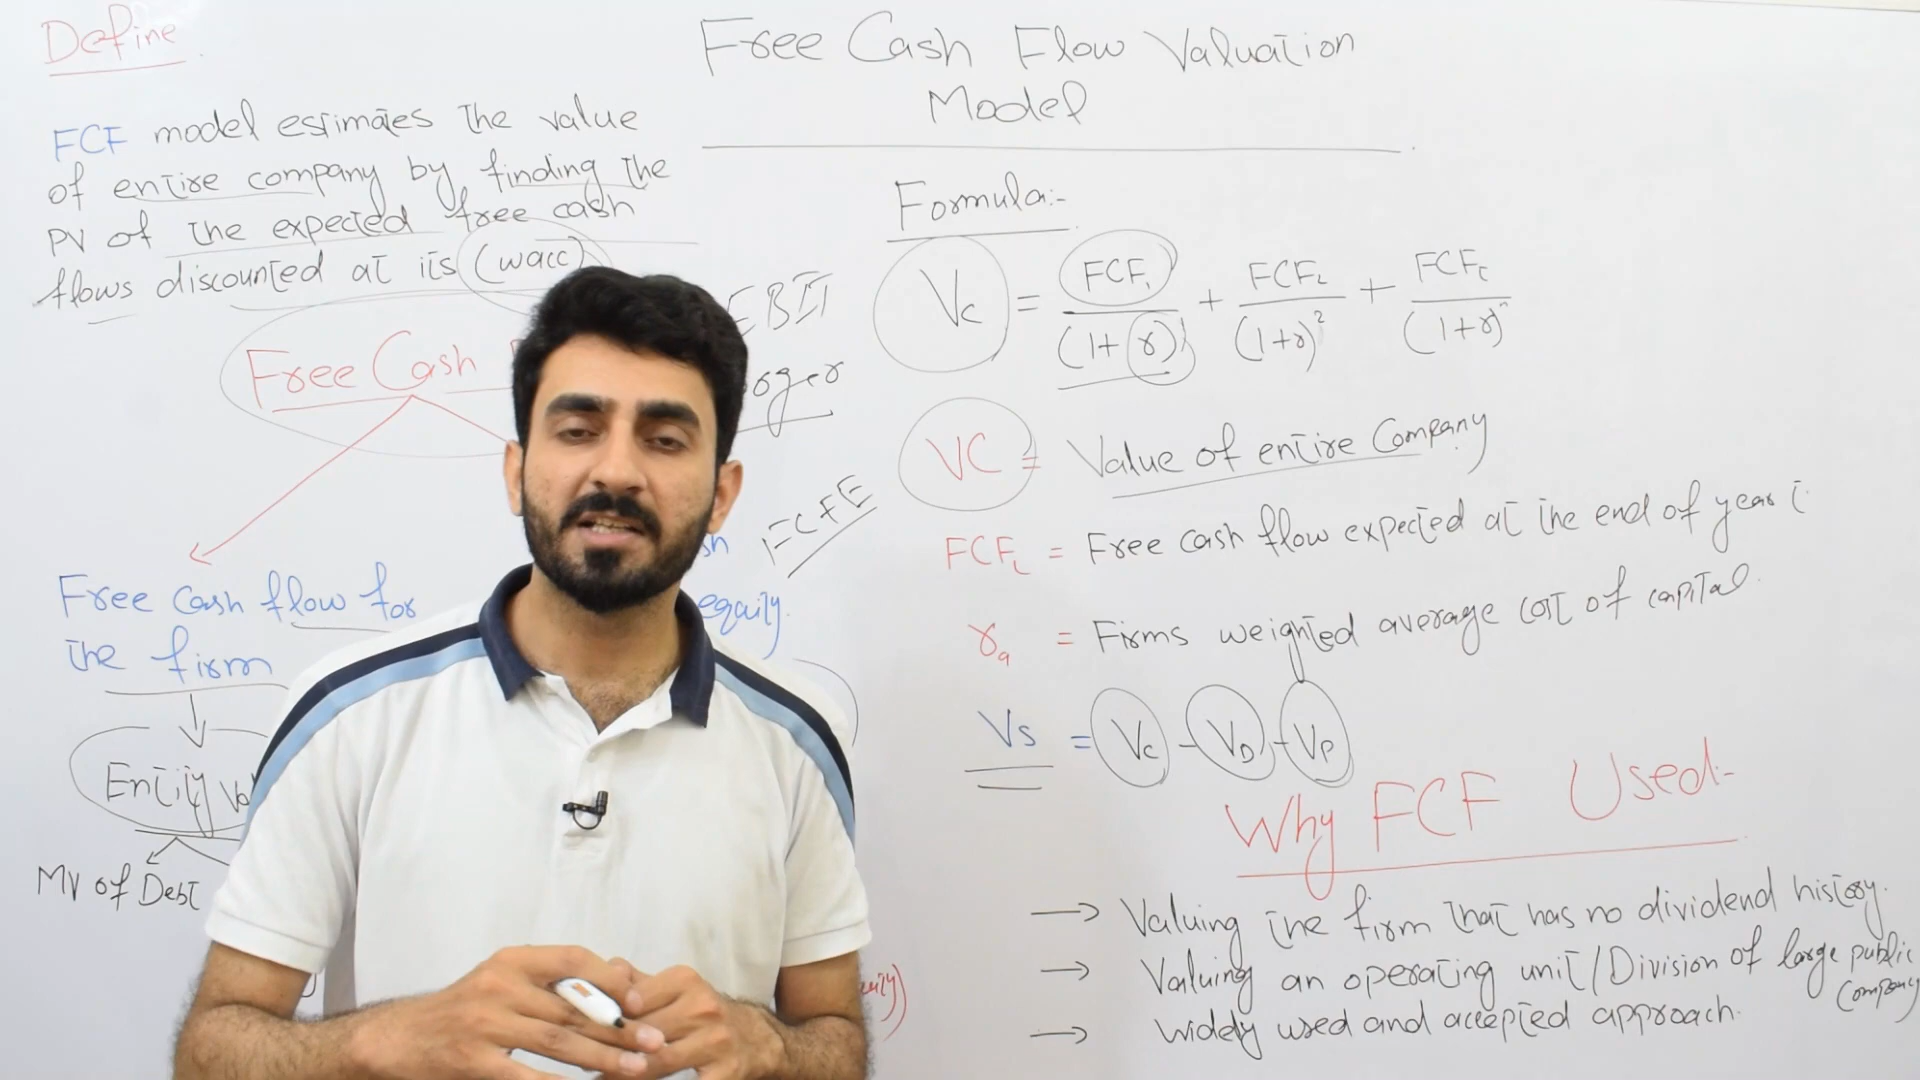 Define
FCF model estimates the value
of entire company by finding the
PV of the expected free cash
flows discounted at its (wacc)
Free Cash
Free Cash flow for
the firm
Entity
MV of Debt
EBIT
FCFE
equity.
Free Cash Flow Valuation
Model
Formula:-
Vc = FCF1/(1+r)1 + FCF2/(1+r)2 + FCFt/(1+r)n
VC = Value of entire Company
FCFt = Free cash flow expected at the end of year t.
ra = Firms weighted average cost of capital.
Vs = Vc - VD - VP
Why FCF Used:-
→ Valuing the firm that has no dividend history.
→ Valuing an operating unit/Division of large public
Company
→ widely used and accepted approach.